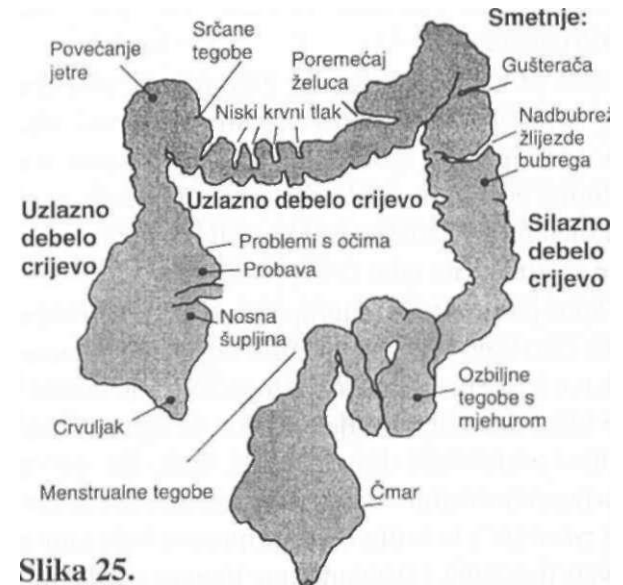 Smetnje:
Srčane
tegobe
Povećanje
jetre
Poremećaj
želuca
Gušterača
Niski krvni tlak
Nadbubrež
žlijezde
bubrega
Uzlazno
debelo
crijevo
Uzlazno debelo crijevo
Silazno
debelo
crijevo
Problemi s očima
Probava
Nosna
šupljina
Ozbiljne
tegobe s
mjehurom
Crvuljak
Menstrualne tegobe
Čmar
Slika 25.